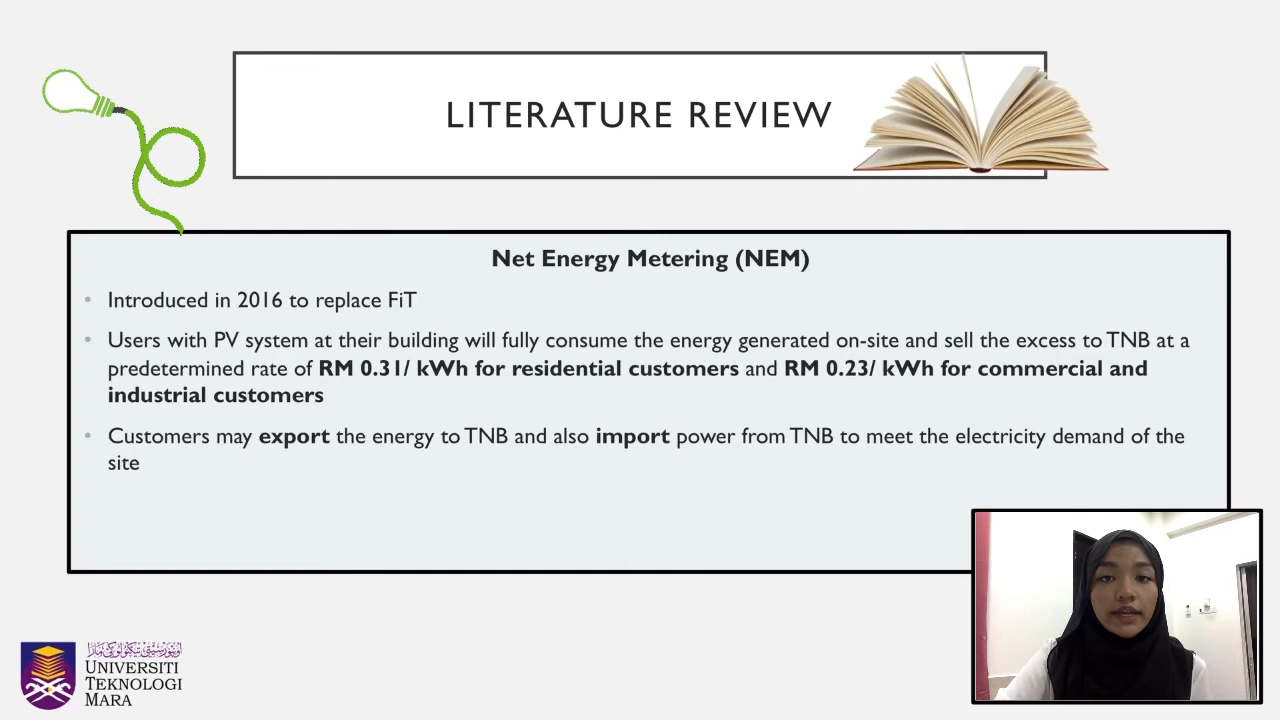 LITERATURE REVIEW
Net Energy Metering (NEM)
• Introduced in 2016 to replace FiT
• Users with PV system at their building will fully consume the energy generated on-site and sell the excess to TNB at a
predetermined rate of RM 0.31/ kWh for residential customers and RM 0.23/ kWh for commercial and
industrial customers
• Customers may export the energy to TNB and also import power from TNB to meet the electricity demand of the
site
اونيۏرسيتي تيكنولوݢي مارا
UNIVERSITI
TEKNOLOGI
MARA